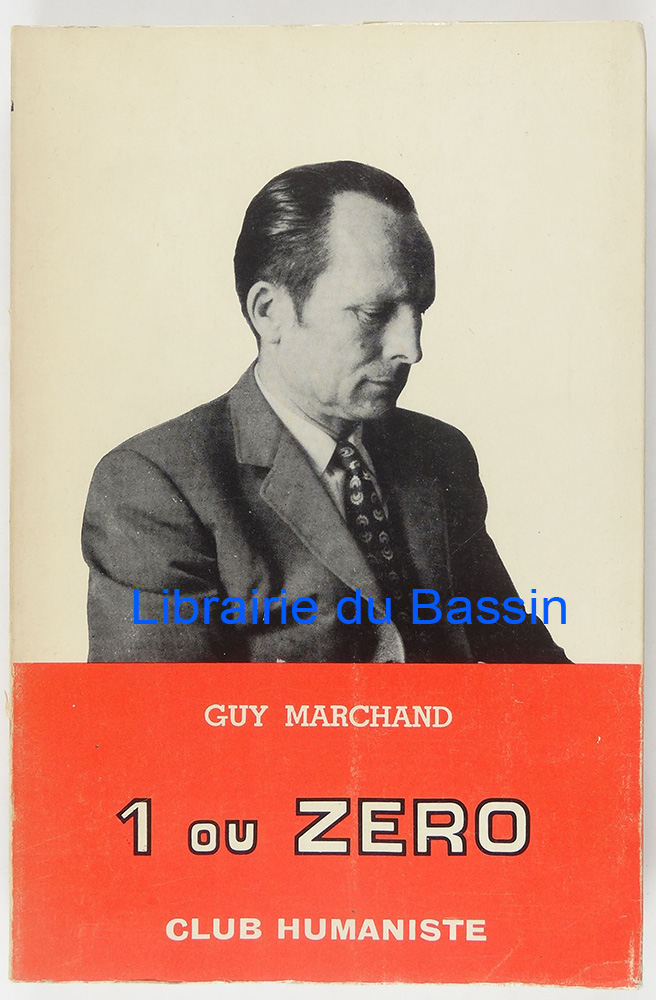 Librairie du Bassin
GUY MARCHAND
1 ou ZERO
CLUB HUMANISTE